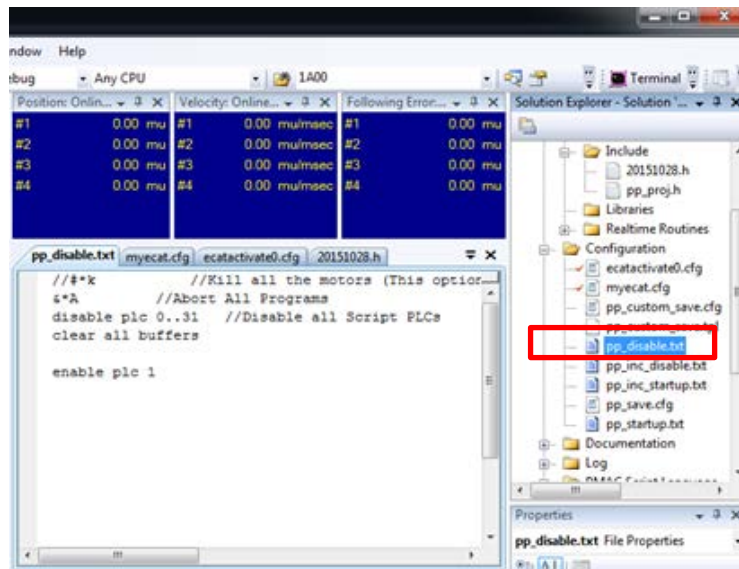 ndow Help
ebug Any CPU 1A00 Terminal
Position: Onlin... Velocity: Online... Following Error:... Solution Explorer - Solution '...
#1 0.00 mu #1 0.00 mu/msec #1 0.00 mu
#2 0.00 mu #2 0.00 mu/msec #2 0.00 mu
#3 0.00 mu #3 0.00 mu/msec #3 0.00 mu
#4 0.00 mu #4 0.00 mu/msec #4 0.00 mu
pp_disable.txt myecat.cfg ecatactivate0.cfg 20151028.h
//#*k //Kill all the motors (This option
&*A //Abort All Programs
disable plc 0..31 //Disable all Script PLCs
clear all buffers
enable plc 1
Include
20151028.h
pp_proj.h
Libraries
Realtime Routines
Configuration
ecatactivate0.cfg
myecat.cfg
pp_custom_save.cfg
pp_disable.txt
pp_inc_disable.txt
pp_inc_startup.txt
pp_save.cfg
pp_startup.txt
Documentation
Log
Properties
pp_disable.txt File Properties